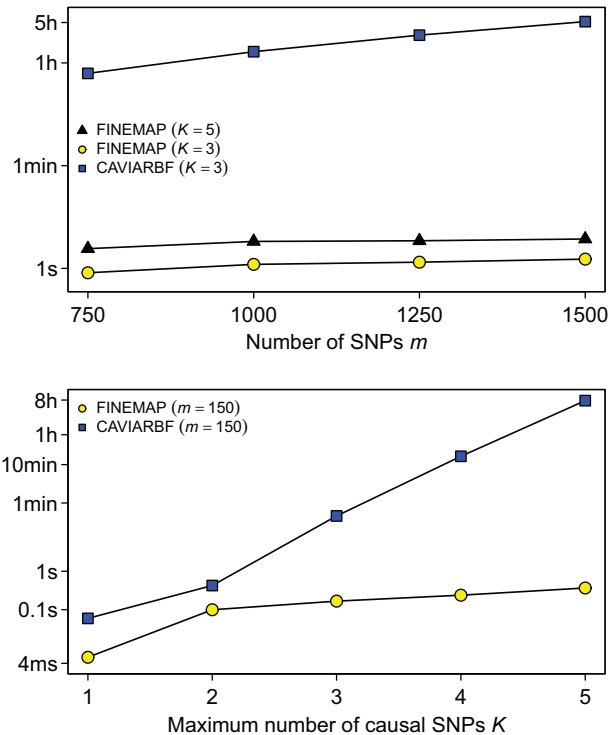 5h
1h
FINEMAP (K = 5)
FINEMAP (K = 3)
CAVIARBF (K = 3)
1min
1s
750 1000 1250 1500
Number of SNPs m
8h
FINEMAP (m = 150)
CAVIARBF (m = 150)
1h
10min
1min
1s
0.1s
4ms
1 2 3 4 5
Maximum number of causal SNPs K